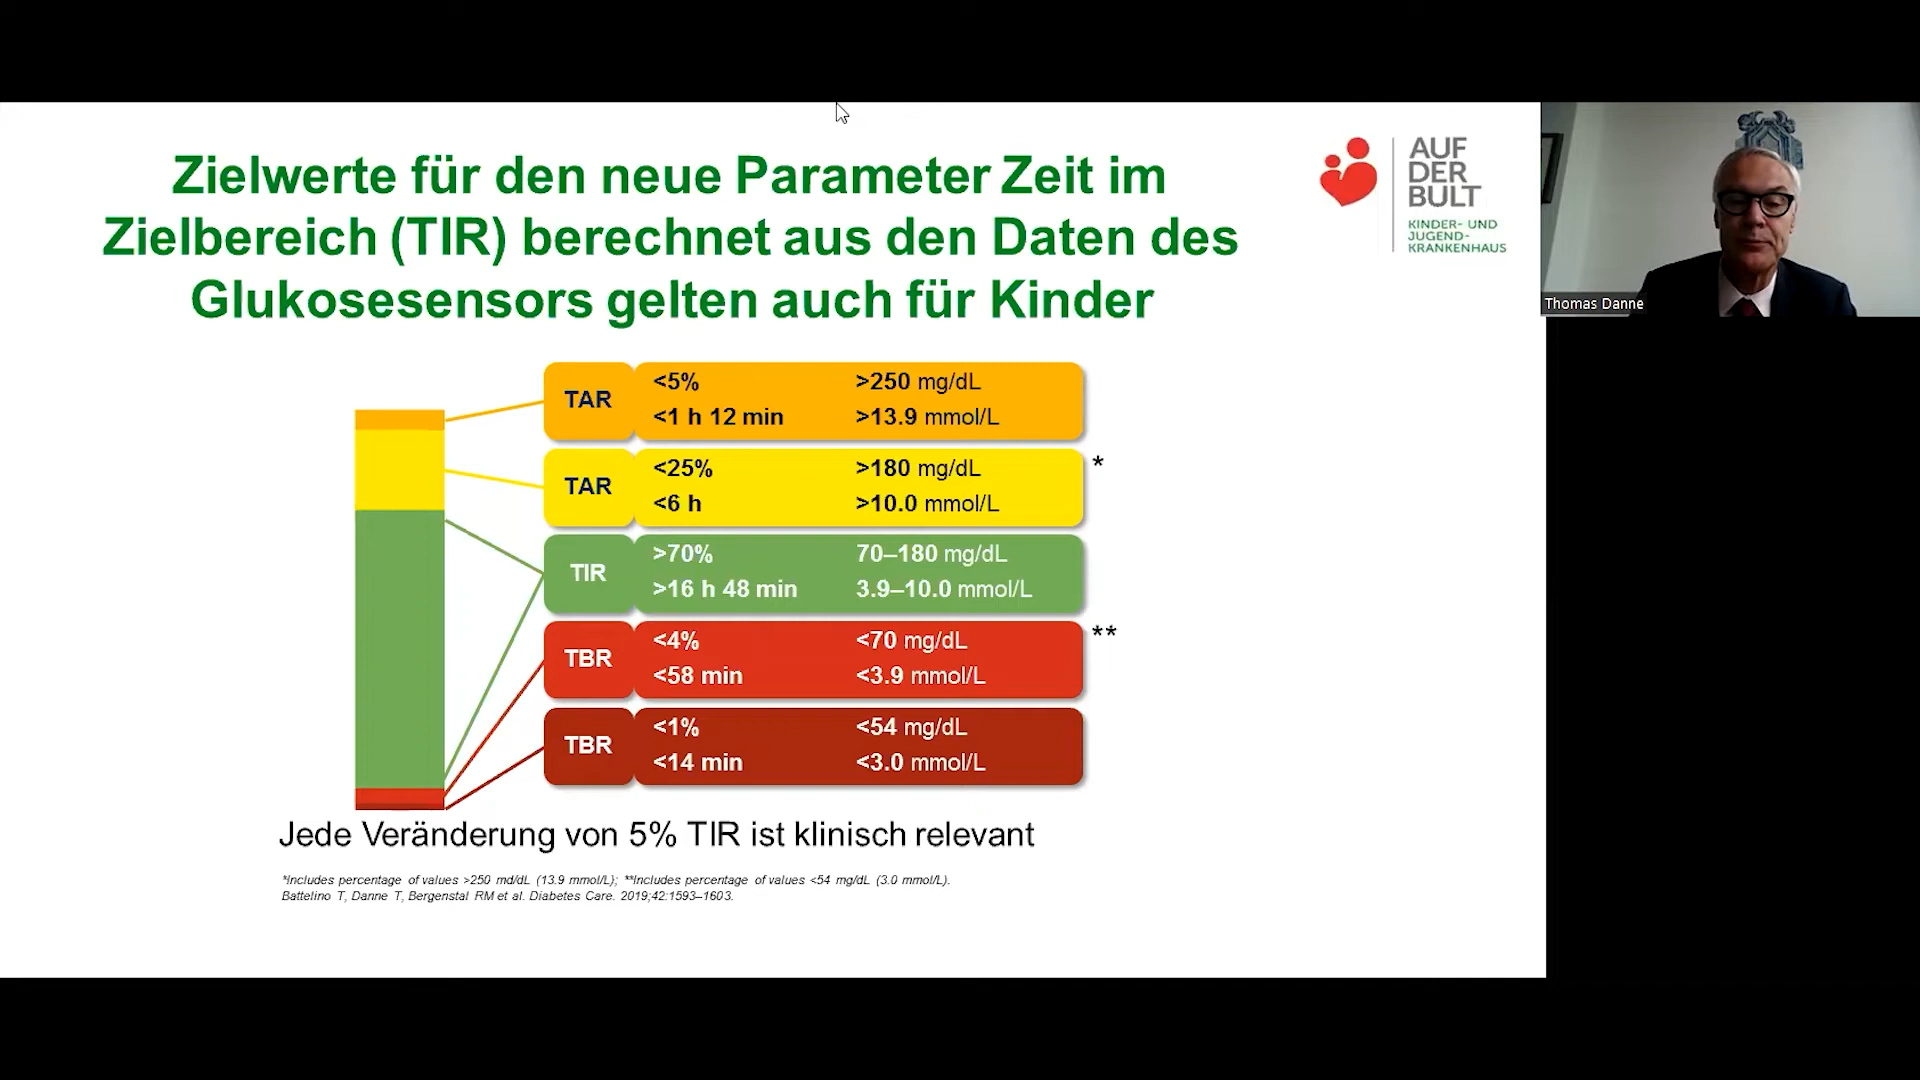 Zielwerte für den neue Parameter Zeit im
Zielbereich (TIR) berechnet aus den Daten des
Glukosesensors gelten auch für Kinder
AUF
DER
BULT
KINDER- UND
JUGEND-
KRANKENHAUS
Thomas Danne
TAR
<5% >250 mg/dL
<1 h 12 min >13.9 mmol/L
TAR
<25% >180 mg/dL *
<6 h >10.0 mmol/L
TIR
>70% 70–180 mg/dL
>16 h 48 min 3.9–10.0 mmol/L
TBR
<4% <70 mg/dL **
<58 min <3.9 mmol/L
TBR
<1% <54 mg/dL
<14 min <3.0 mmol/L
Jede Veränderung von 5% TIR ist klinisch relevant
*Includes percentage of values >250 md/dL (13.9 mmol/L); **Includes percentage of values <54 mg/dL (3.0 mmol/L).
Battelino T, Danne T, Bergenstal RM et al. Diabetes Care. 2019;42:1593–1603.